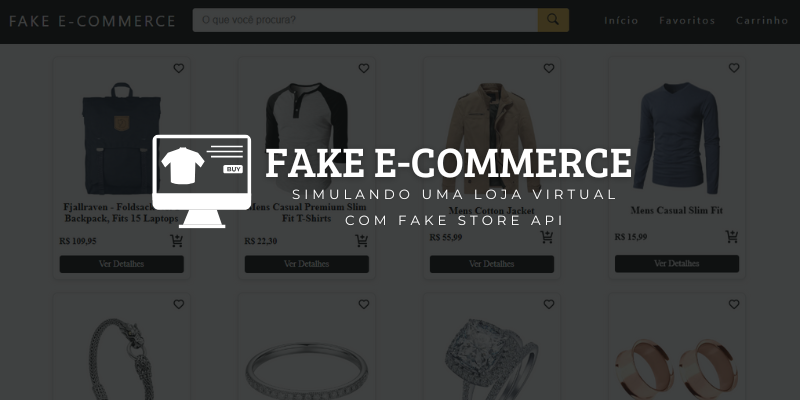 FAKE E-COMMERCE
O que você procura?
Início
Favoritos
Carrinho
BUY
FAKE E-COMMERCE
SIMULANDO UMA LOJA VIRTUAL
COM FAKE STORE API
Fjallraven - Foldsack
Backpack, Fits 15 Laptops
R$ 109,95
Ver Detalhes
Mens Casual Premium Slim
Fit T-Shirts
R$ 22,30
Ver Detalhes
Mens Cotton Jacket
R$ 55,99
Ver Detalhes
Mens Casual Slim Fit
R$ 15,99
Ver Detalhes